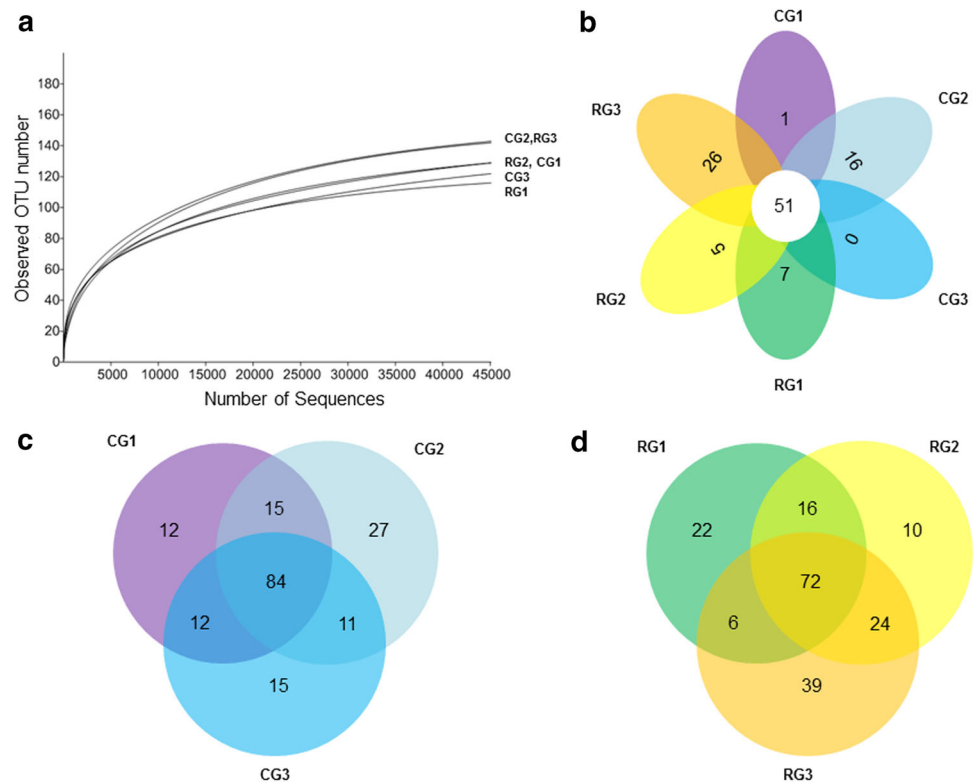 a
180
160
140
120
100
80
60
40
20
0
Observed OTU number
5000 10000 15000 20000 25000 30000 35000 40000 45000
Number of Sequences
CG2,RG3
RG2, CG1
CG3
RG1
b
CG1
CG2
CG3
RG1
RG2
RG3
1
16
0
7
5
26
51
c
CG1
CG2
12
15
27
84
12
11
15
CG3
d
RG1
RG2
22
16
10
72
6
24
39
RG3